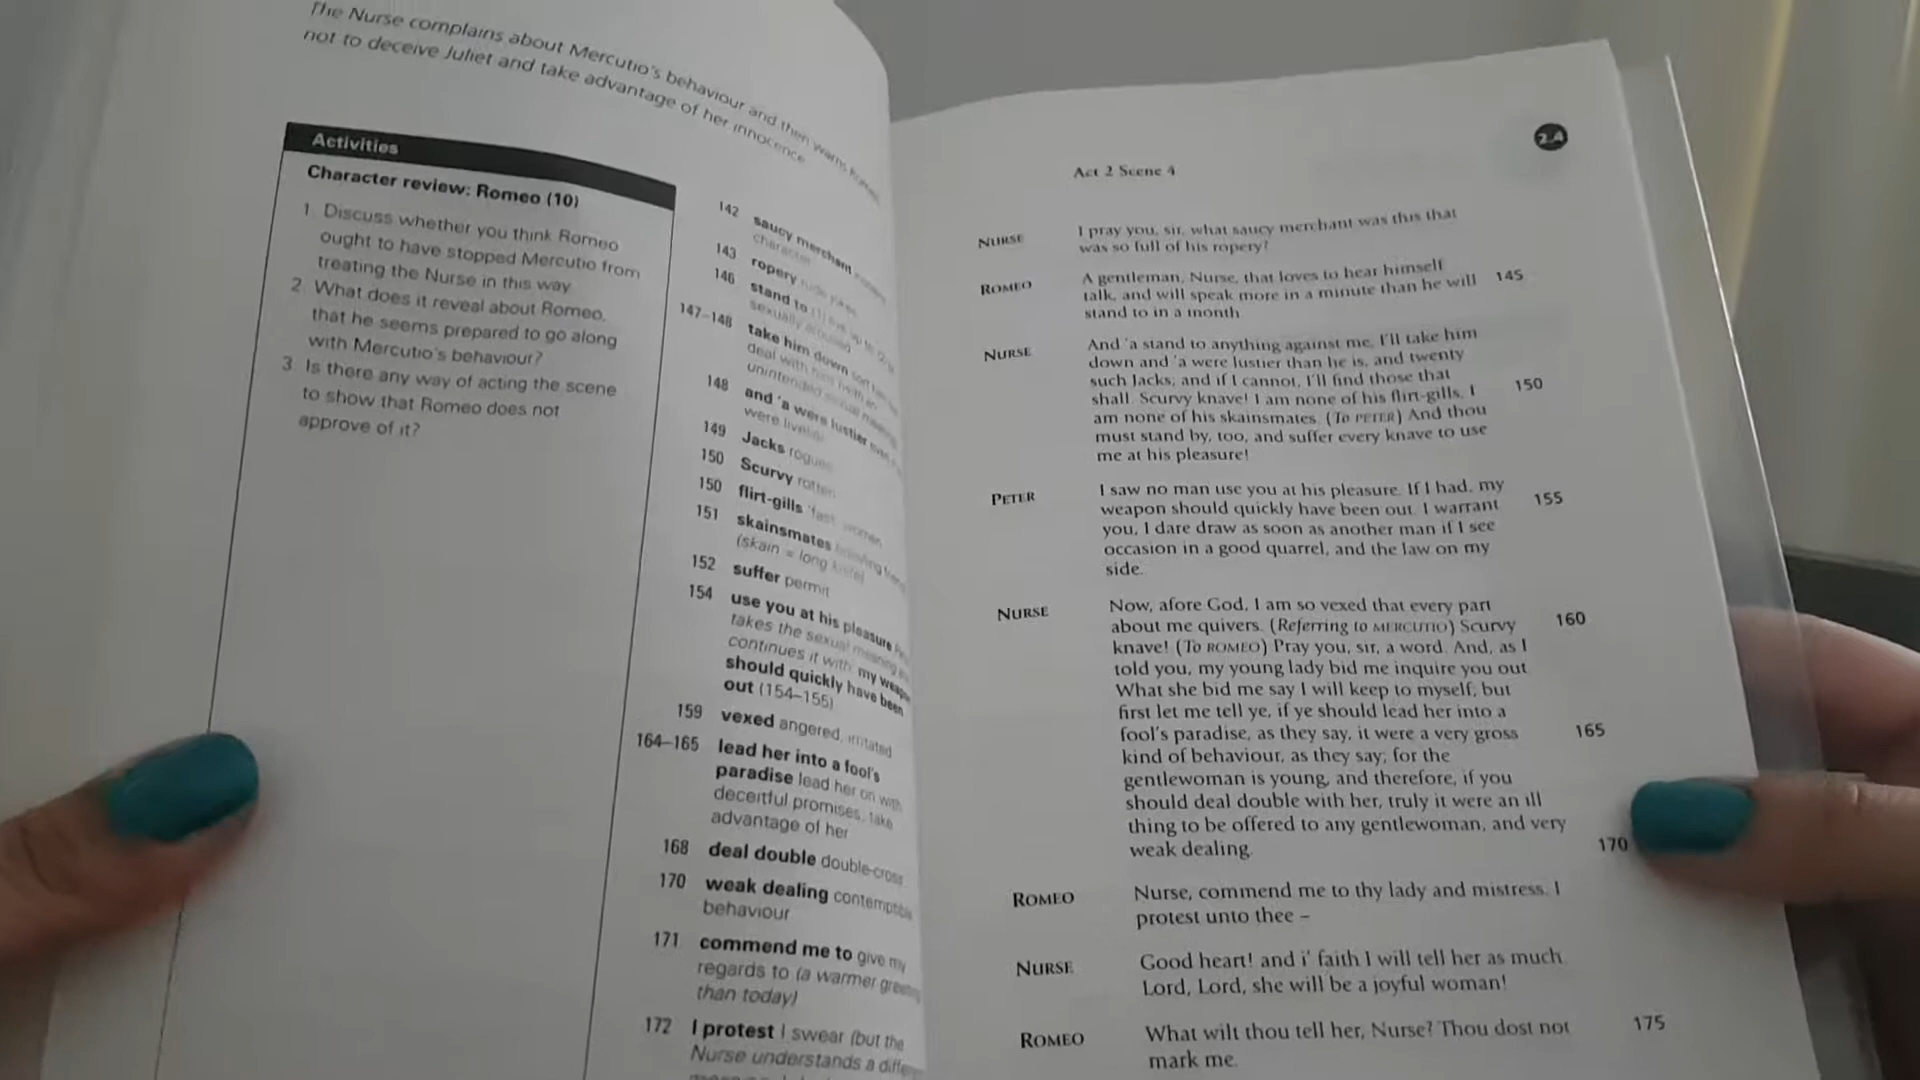 The Nurse complains about Mercutio's behaviour and then warns Romeo
not to deceive Juliet and take advantage of her innocence
Activities
Character review: Romeo (10)
1 Discuss whether you think Romeo
ought to have stopped Mercutio from
treating the Nurse in this way
2 What does it reveal about Romeo,
that he seems prepared to go along
with Mercutio's behaviour?
3 Is there any way of acting the scene
to show that Romeo does not
approve of it?
142 saucy merchant
character
143 ropery rude jokes
146 stand to
sexually aroused
147–148 take him down
deal with him
unintended sexual meaning
148 and 'a were lustier
were livelier
149 Jacks rogues
150 Scurvy rotten
150 flirt-gills 'fast' women
151 skainsmates
(skain = long knife)
152 suffer permit
154 use you at his pleasure
takes the sexual meaning
continues it with my weapon
should quickly have been
out (154–155)
159 vexed angered, irritated
164–165 lead her into a fool's
paradise lead her on with
deceitful promises, take
advantage of her
168 deal double double-cross
170 weak dealing contemptible
behaviour
171 commend me to give my
regards to (a warmer greeting
than today)
172 I protest I swear (but the
Nurse understands a
2.4
Act 2 Scene 4
NURSE I pray you, sir, what saucy merchant was this that
was so full of his ropery?
ROMEO A gentleman, Nurse, that loves to hear himself
talk, and will speak more in a minute than he will 145
stand to in a month.
NURSE And 'a stand to anything against me, I'll take him
down and 'a were lustier than he is, and twenty
such Jacks; and if I cannot, I'll find those that
shall. Scurvy knave! I am none of his flirt-gills, I 150
am none of his skainsmates. (To PETER) And thou
must stand by, too, and suffer every knave to use
me at his pleasure!
PETER I saw no man use you at his pleasure. If I had, my
weapon should quickly have been out. I warrant 155
you, I dare draw as soon as another man if I see
occasion in a good quarrel, and the law on my
side.
NURSE Now, afore God, I am so vexed that every part
about me quivers. (Referring to MERCUTIO) Scurvy 160
knave! (To ROMEO) Pray you, sir, a word. And, as I
told you, my young lady bid me inquire you out.
What she bid me say I will keep to myself; but
first let me tell ye, if ye should lead her into a
fool's paradise, as they say, it were a very gross 165
kind of behaviour, as they say; for the
gentlewoman is young, and therefore, if you
should deal double with her, truly it were an ill
thing to be offered to any gentlewoman, and very
weak dealing. 170
ROMEO Nurse, commend me to thy lady and mistress. I
protest unto thee –
NURSE Good heart! and i' faith I will tell her as much.
Lord, Lord, she will be a joyful woman!
ROMEO What wilt thou tell her, Nurse? Thou dost not 175
mark me.